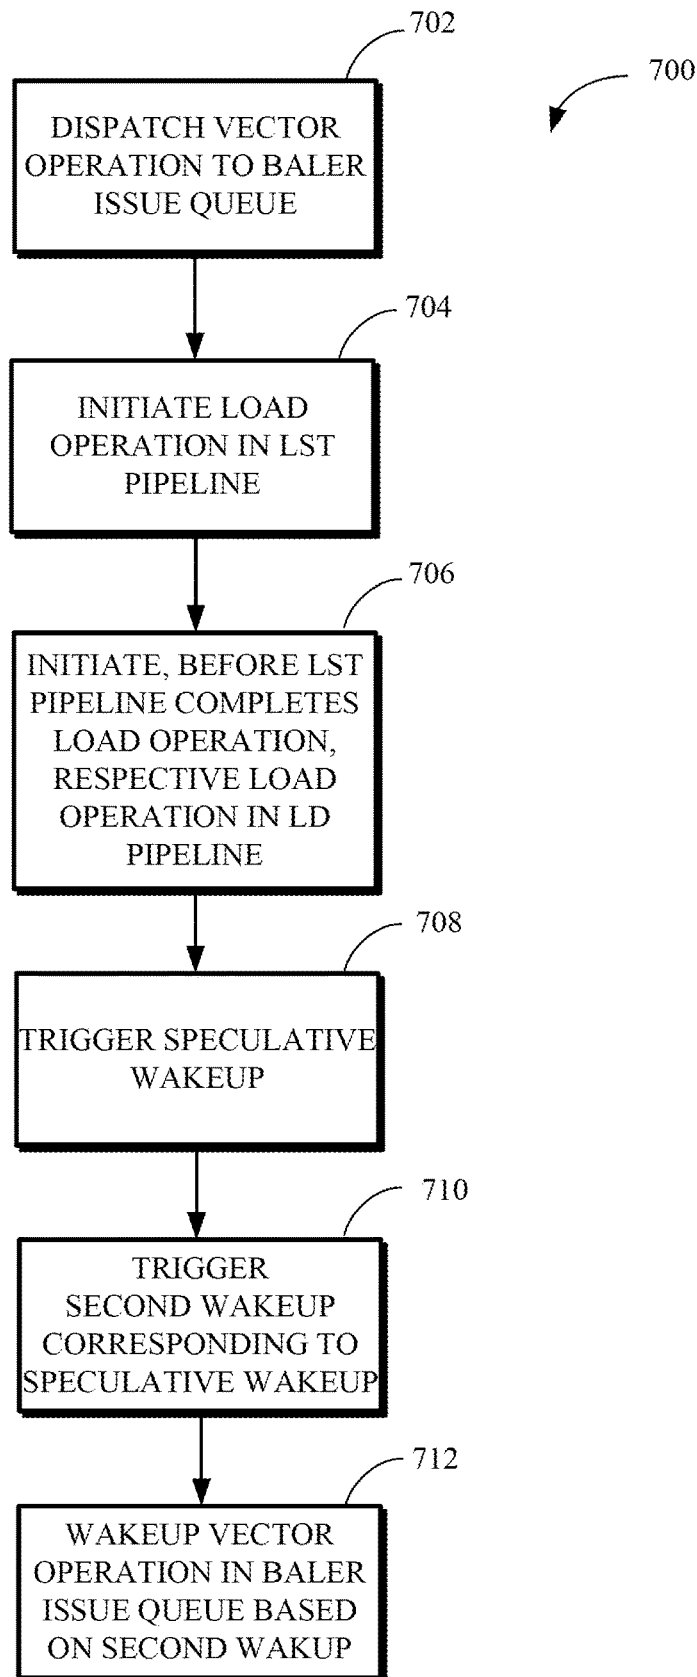 702
700
DISPATCH VECTOR
OPERATION TO BALER
ISSUE QUEUE
704
INITIATE LOAD
OPERATION IN LST
PIPELINE
706
INITIATE, BEFORE LST
PIPELINE COMPLETES
LOAD OPERATION,
RESPECTIVE LOAD
OPERATION IN LD
PIPELINE
708
TRIGGER SPECULATIVE
WAKEUP
710
TRIGGER
SECOND WAKEUP
CORRESPONDING TO
SPECULATIVE WAKEUP
712
WAKEUP VECTOR
OPERATION IN BALER
ISSUE QUEUE BASED
ON SECOND WAKUP